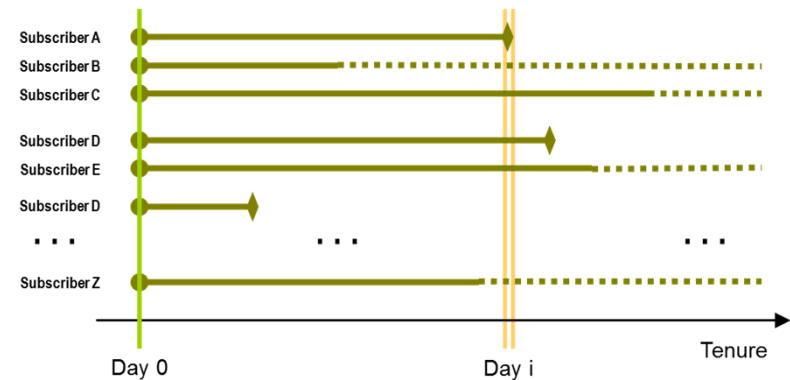 Subscriber A
Subscriber B
Subscriber C
Subscriber D
Subscriber E
Subscriber D
. . . . . . . . .
Subscriber Z
Tenure
Day 0 Day i